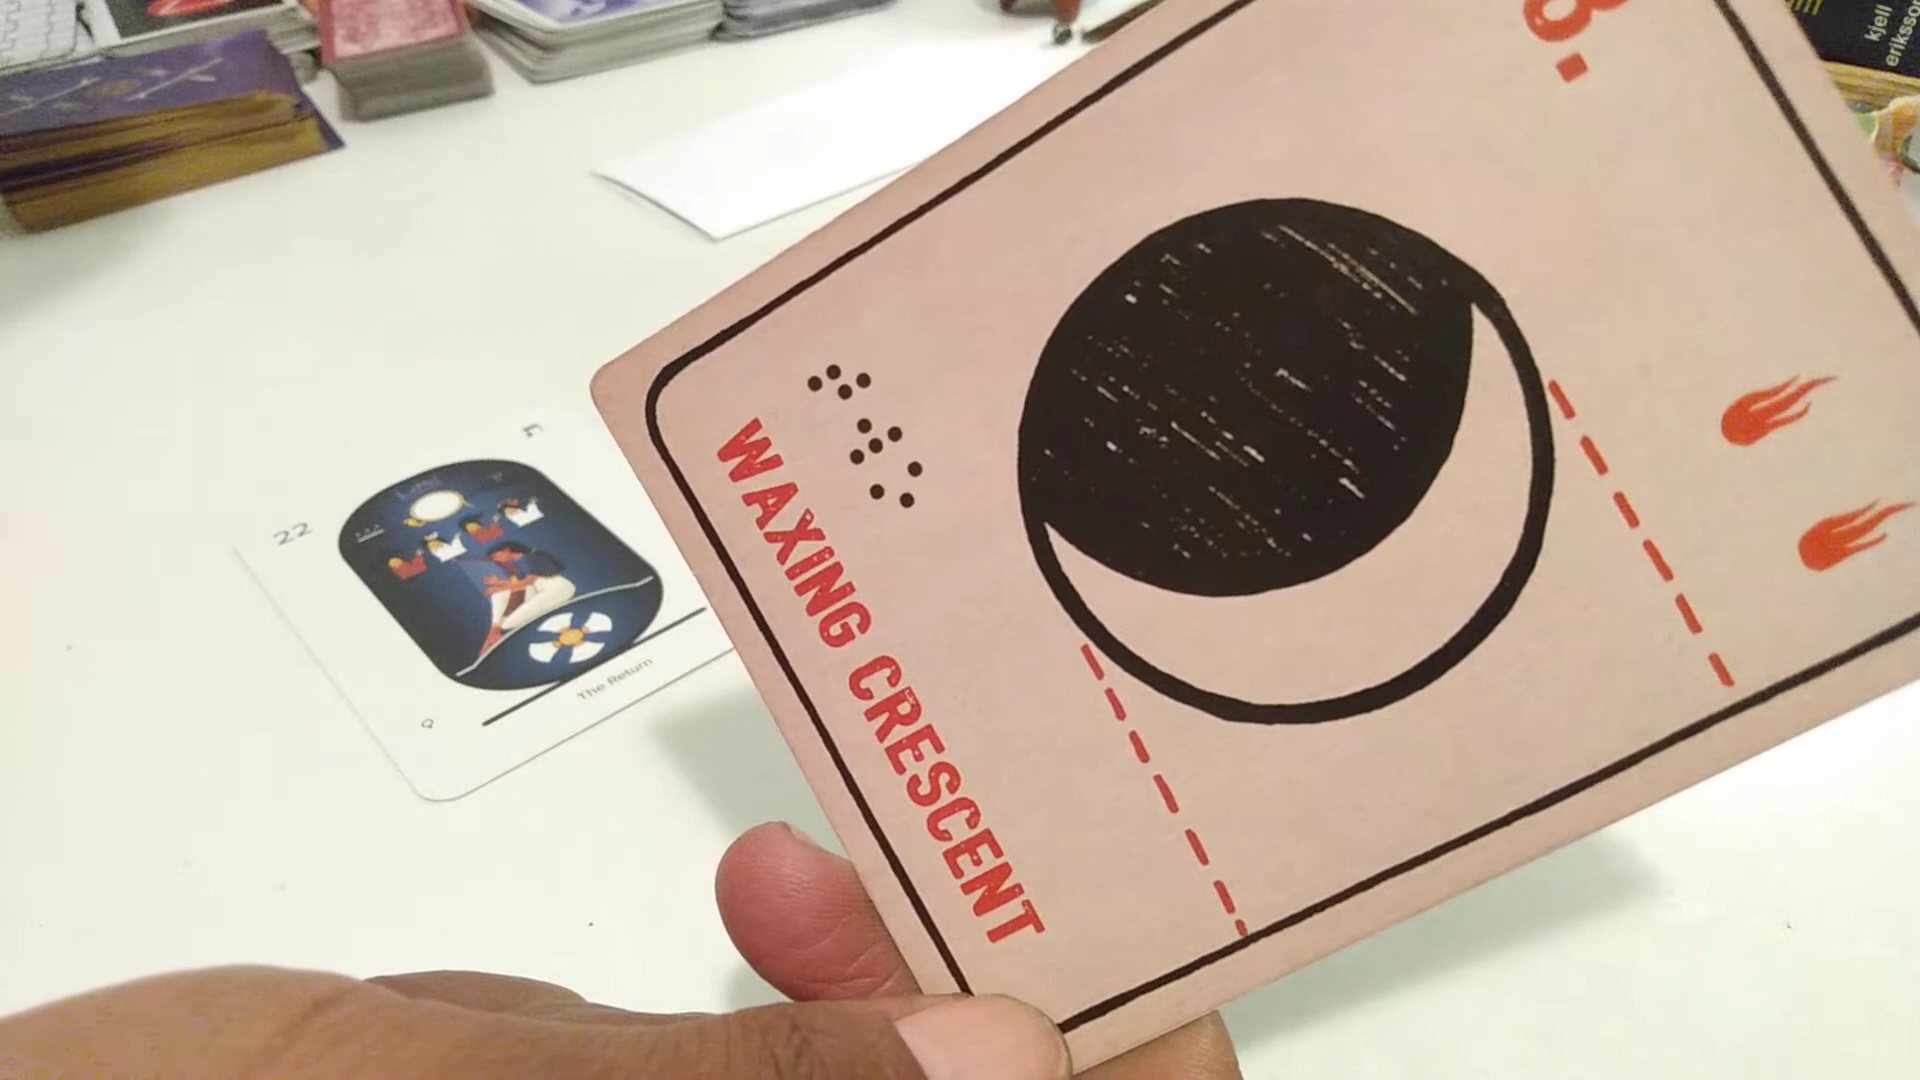 8.
WAXING CRESCENT
22
The Return
kjell
eriksson